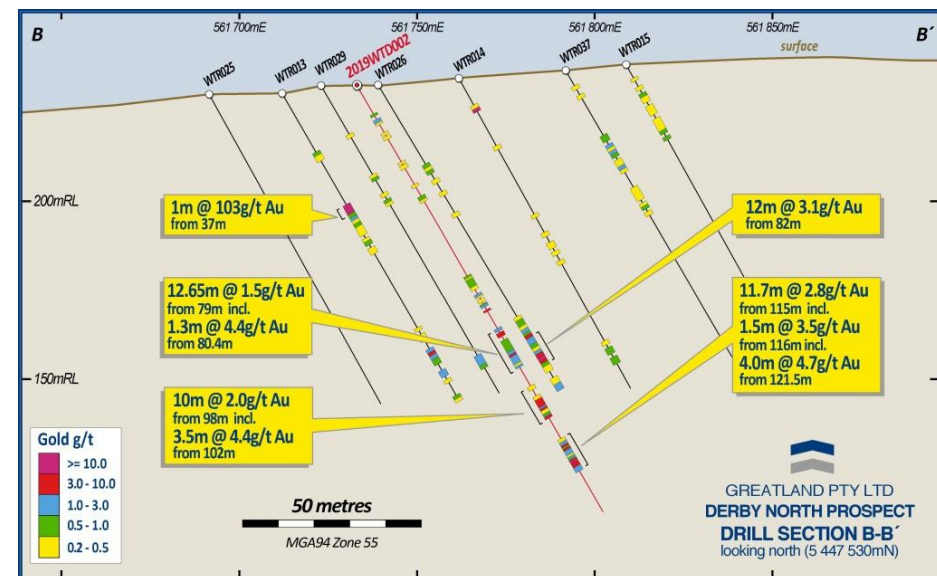 B
561 700mE
561 750mE
561 800mE
561 850mE
B´
surface
WTR025
WTR013
WTR029
2019WTD002
WTR026
WTR014
WTR037
WTR015
200mRL
150mRL
1m @ 103g/t Au
from 37m
12.65m @ 1.5g/t Au
from 79m incl.
1.3m @ 4.4g/t Au
from 80.4m
10m @ 2.0g/t Au
from 98m incl.
3.5m @ 4.4g/t Au
from 102m
12m @ 3.1g/t Au
from 82m
11.7m @ 2.8g/t Au
from 115m incl.
1.5m @ 3.5g/t Au
from 116m incl.
4.0m @ 4.7g/t Au
from 121.5m
Gold g/t
>= 10.0
3.0 - 10.0
1.0 - 3.0
0.5 - 1.0
0.2 - 0.5
50 metres
MGA94 Zone 55
GREATLAND PTY LTD
DERBY NORTH PROSPECT
DRILL SECTION B-B´
looking north (5 447 530mN)